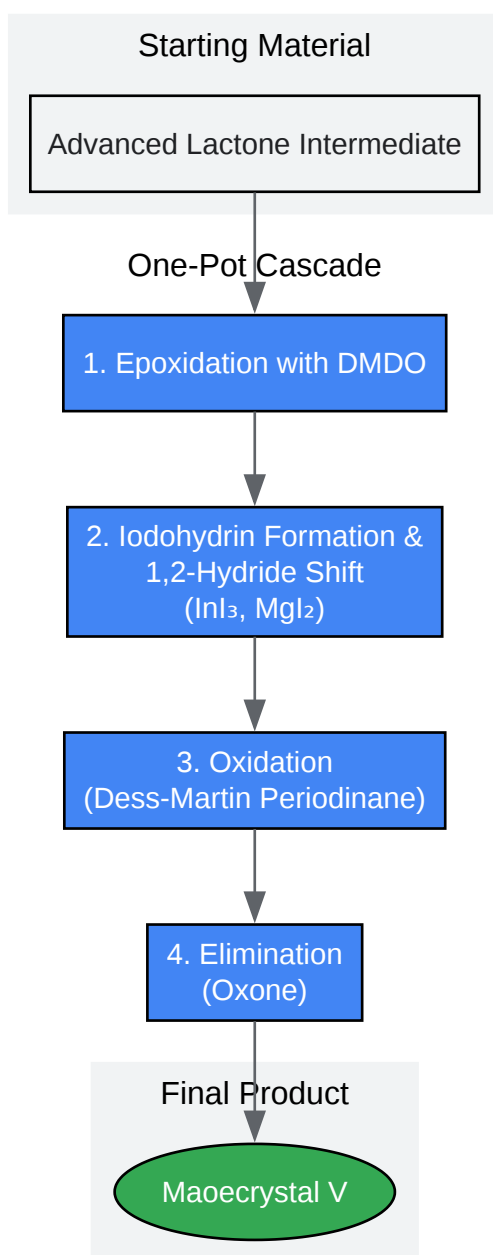 Starting Material
Advanced Lactone Intermediate
One-Pot Cascade
1. Epoxidation with DMDO
2. Iodohydrin Formation &
1,2-Hydride Shift
(InI₃, MgI₂)
3. Oxidation
(Dess-Martin Periodinane)
4. Elimination
(Oxone)
Final Product
Maoecrystal V